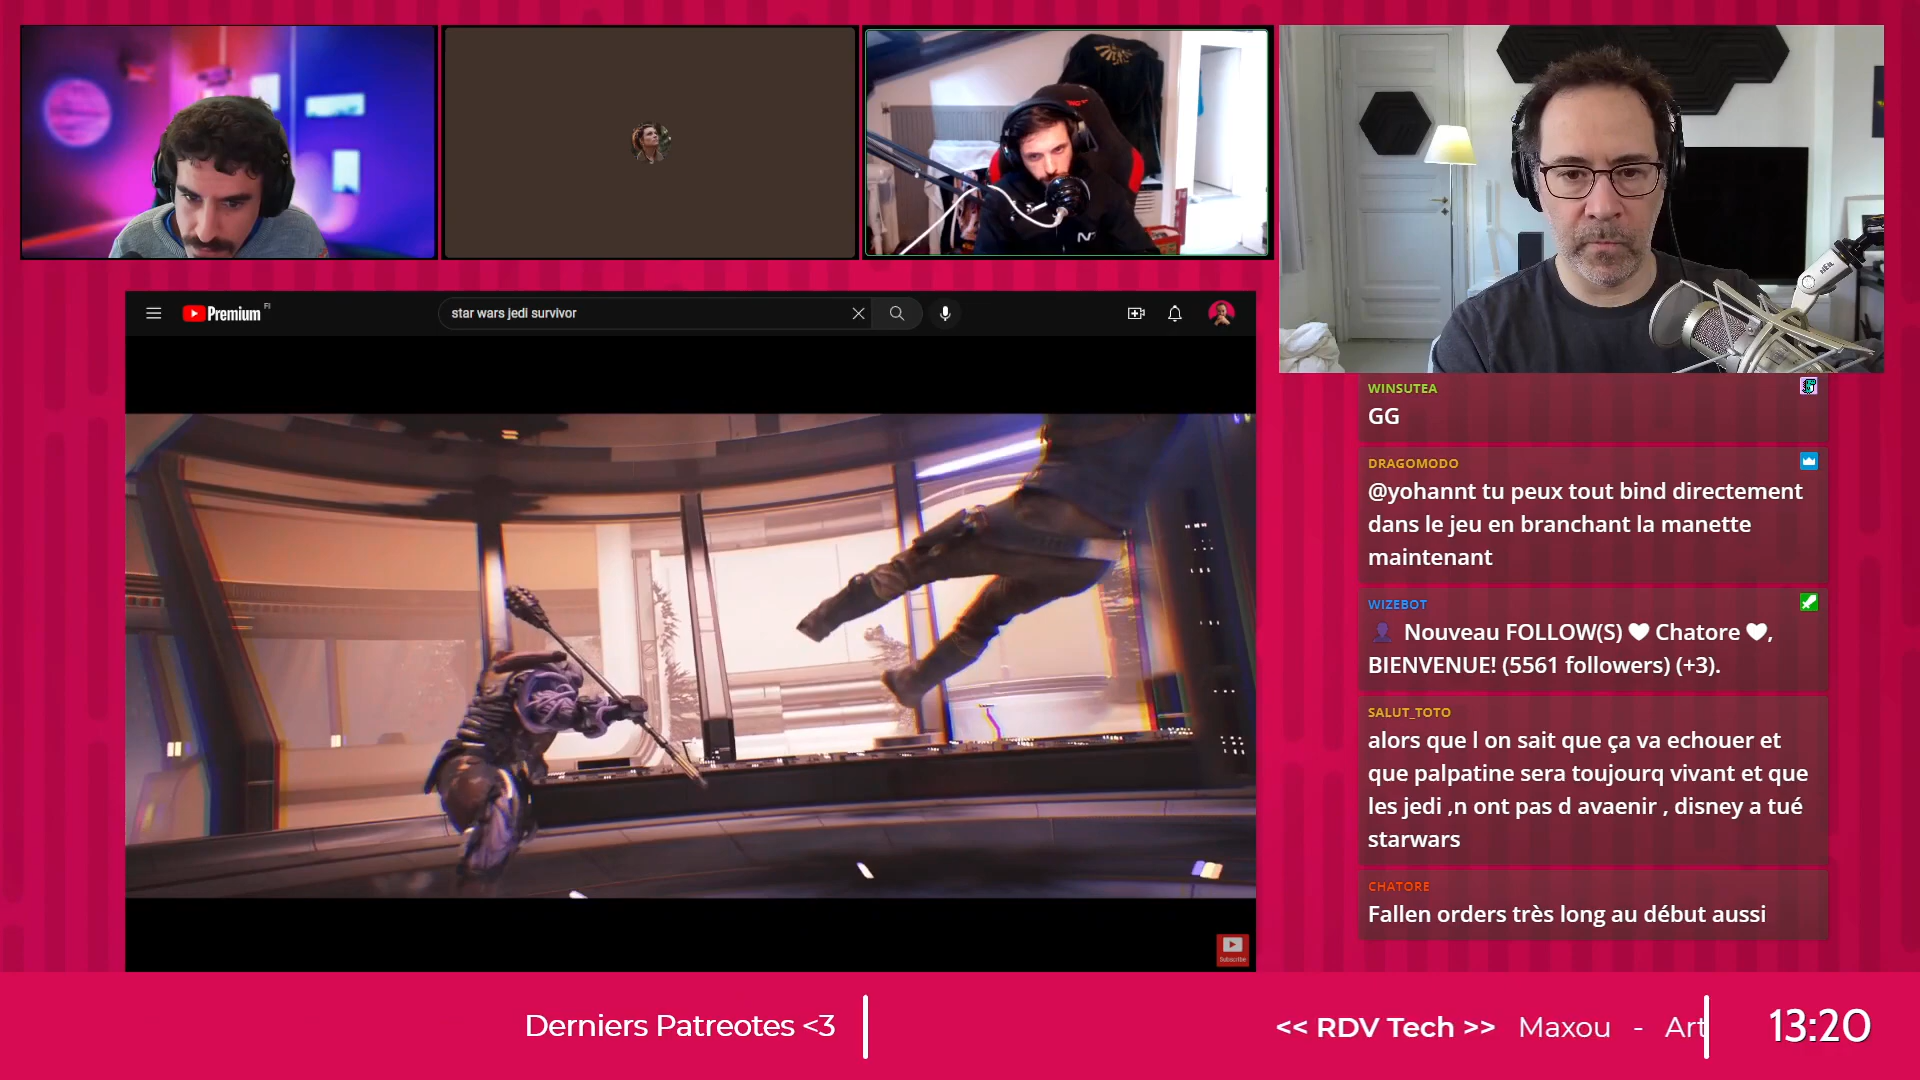 Premium FI
star wars jedi survivor
WINSUTEA
GG
DRAGOMODO
@yohannt tu peux tout bind directement
dans le jeu en branchant la manette
maintenant
WIZEBOT
Nouveau FOLLOW(S) 🤍 Chatore 🤍,
BIENVENUE! (5561 followers) (+3).
SALUT_TOTO
alors que l on sait que ça va echouer et
que palpatine sera toujourq vivant et que
les jedi ,n ont pas d avaenir , disney a tué
starwars
CHATORE
Fallen orders très long au début aussi
Subscribe
Derniers Patreotes <3
<< RDV Tech >> Maxou - Art
13:20